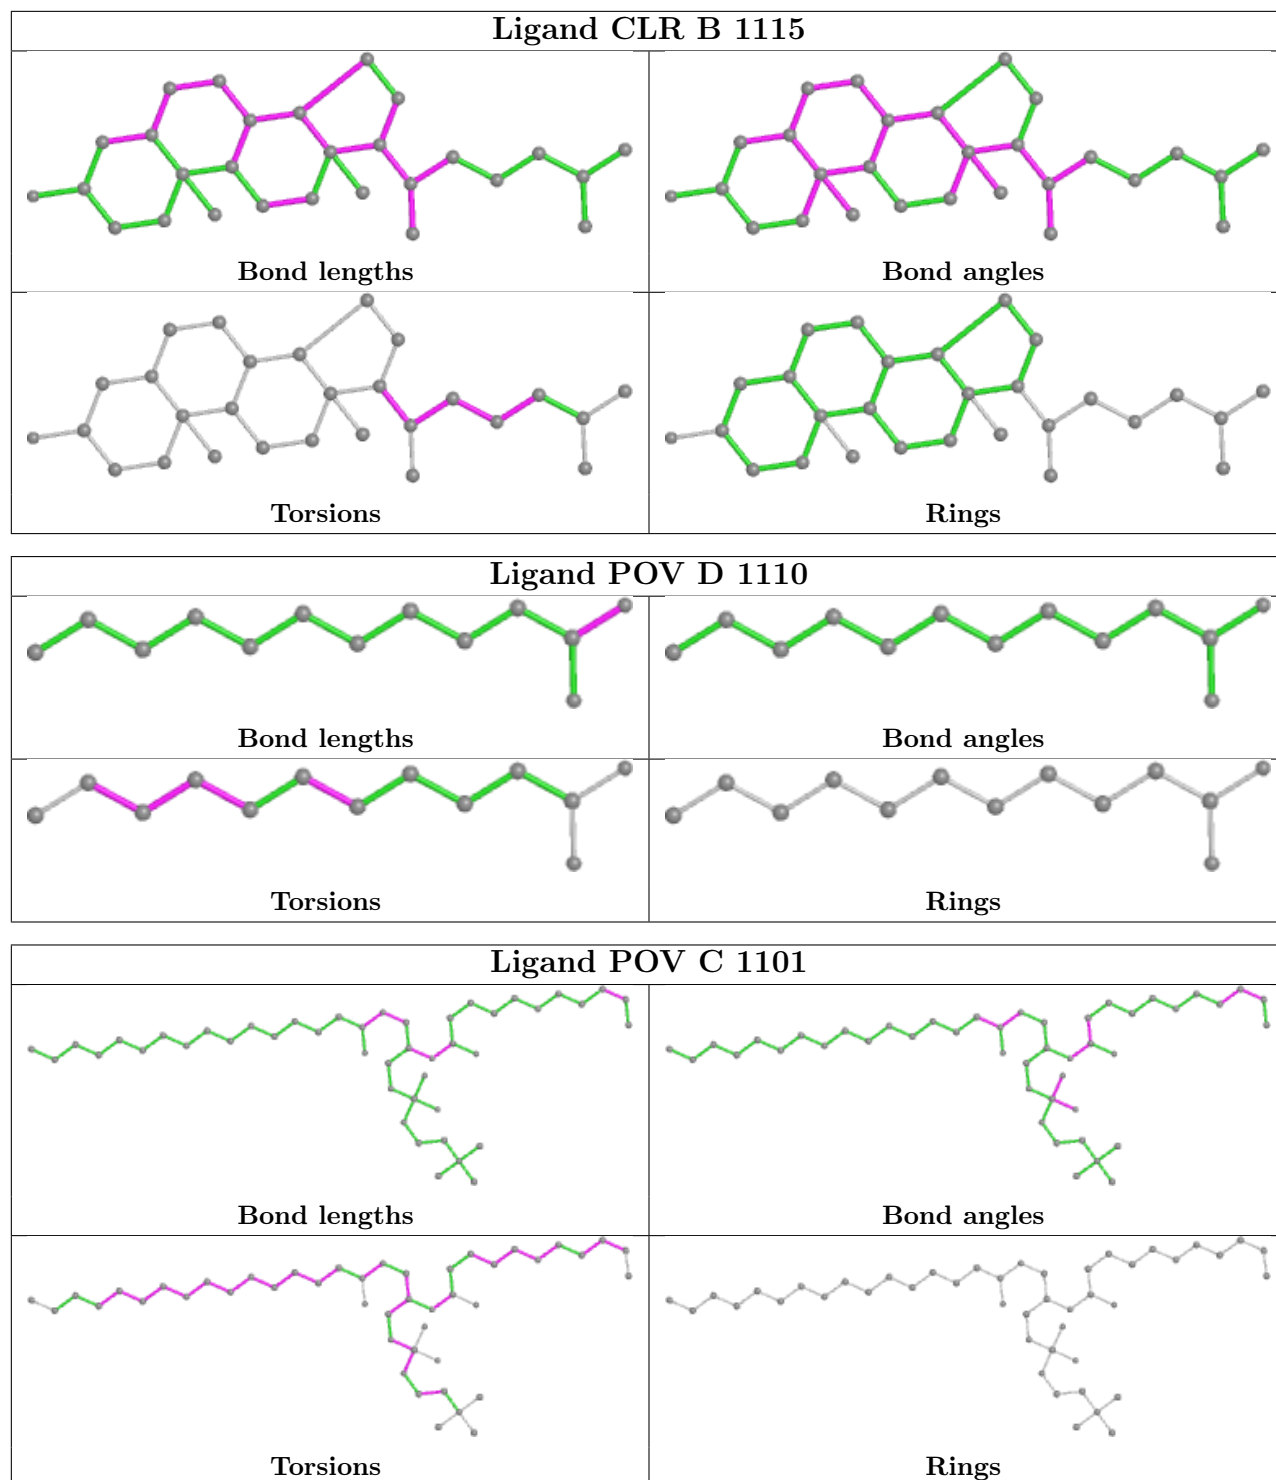 Ligand CLR B 1115
Bond lengths
Bond angles
Torsions
Rings
Ligand POV D 1110
Bond lengths
Bond angles
Torsions
Rings
Ligand POV C 1101
Bond lengths
Bond angles
Torsions
Rings